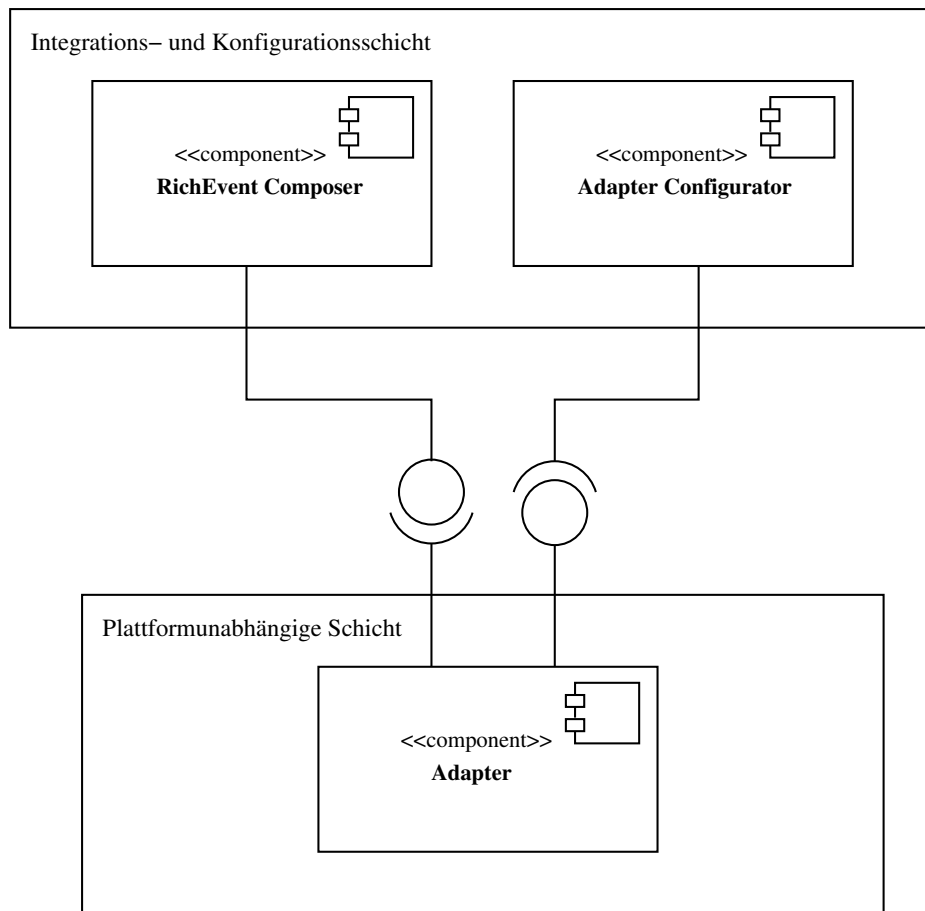 Integrations− und Konfigurationsschicht
<<component>>
RichEvent Composer
<<component>>
Adapter Configurator
Plattformunabhängige Schicht
<<component>>
Adapter